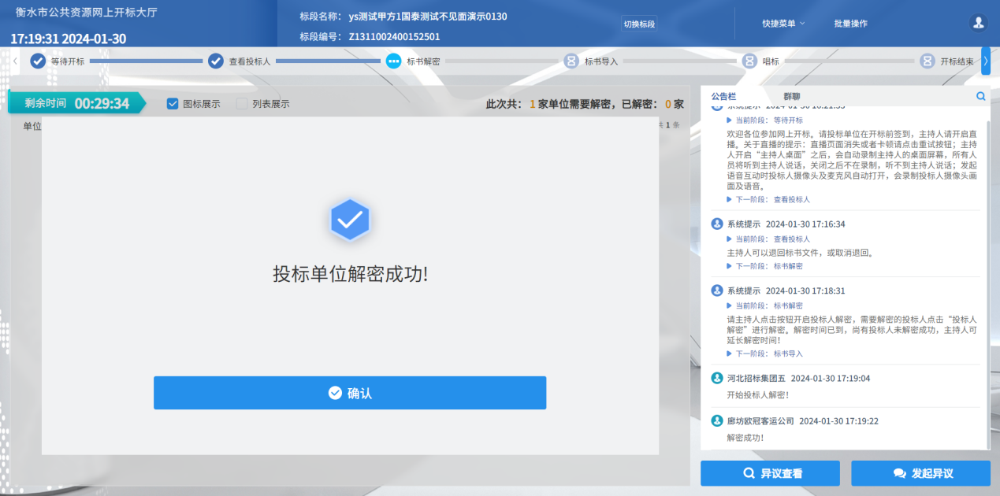 衡水市公共资源网上开标大厅
17:19:31 2024-01-30
标段名称： ys测试甲方1国泰测试不见面演示0130
标段编号： Z1311002400152501
切换标段
快捷菜单
批量操作
等待开标
查看投标人
标书解密
标书导入
唱标
开标结束
剩余时间 00:29:34
图标展示
列表展示
此次共： 1 家单位需要解密，已解密： 0 家
单位
1 条
投标单位解密成功!
确认
公告栏
群聊
系统提示 2024-01-30 16:21:53
当前阶段： 等待开标
欢迎各位参加网上开标。请投标单位在开标前签到，主持人请开启直
播。关于直播的提示：直播页面消失或者卡顿请点击重试按钮；主持
人开启“主持人桌面”之后，会自动录制主持人的桌面屏幕，所有人
员将听到主持人说话，关闭之后不在录制，听不到主持人说话；发起
语音互动时投标人摄像头及麦克风自动打开，会录制投标人摄像头画
面及语音。
下一阶段： 查看投标人
系统提示 2024-01-30 17:16:34
当前阶段： 查看投标人
主持人可以退回标书文件，或取消退回。
下一阶段： 标书解密
系统提示 2024-01-30 17:18:31
当前阶段： 标书解密
请主持人点击按钮开启投标人解密，需要解密的投标人点击“投标人
解密”进行解密。解密时间已到，尚有投标人未解密成功，主持人可
延长解密时间！
下一阶段： 标书导入
河北招标集团五 2024-01-30 17:19:04
开始投标人解密！
廊坊欧冠客运公司 2024-01-30 17:19:22
解密成功！
异议查看
发起异议